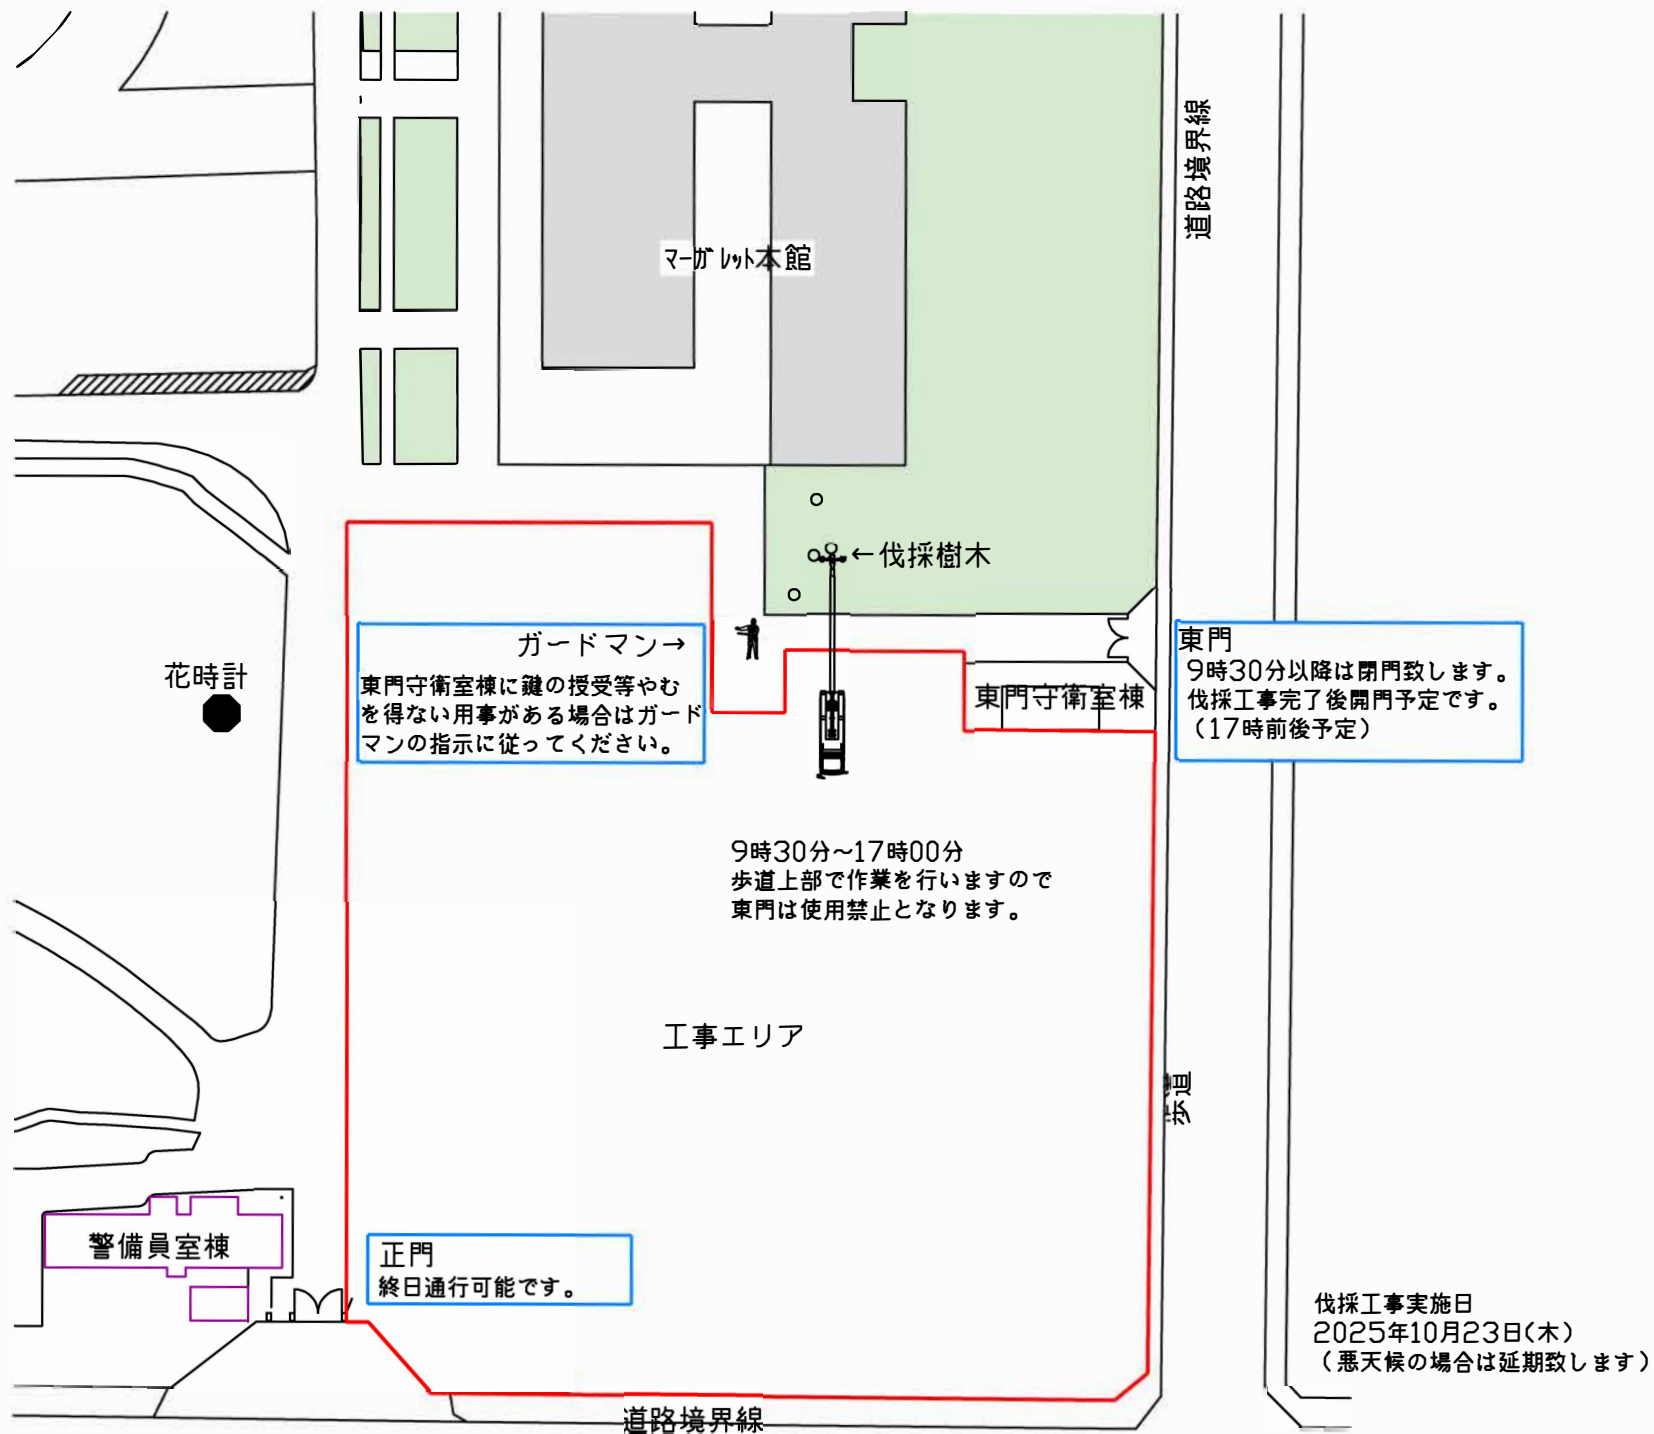 道路境界線
マーガレット本館
←伐採樹木
ガードマン→
東門守衛室棟に鍵の授受等やむ
を得ない用事がある場合はガード
マンの指示に従ってください。
東門
9時30分以降は閉門致します。
伐採工事完了後開門予定です。
(17時前後予定)
花時計
東門守衛室棟
9時30分~17時00分
歩道上部で作業を行いますので
東門は使用禁止となります。
工事エリア
歩道
警備員室棟
正門
終日通行可能です。
伐採工事実施日
2025年10月23日(木)
(悪天候の場合は延期致します)
道路境界線